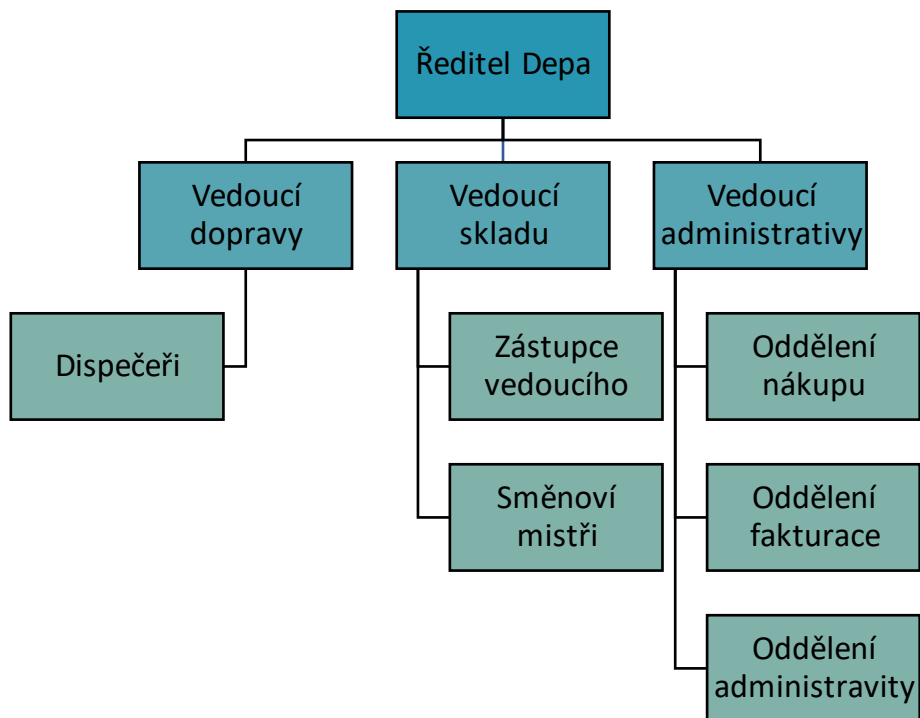 Ředitel Depa
Vedoucí
dopravy
Vedoucí
skladu
Vedoucí
administrativy
Dispečeři
Zástupce
vedoucího
Oddělení
nákupu
Směnoví
mistři
Oddělení
fakturace
Oddělení
administravity